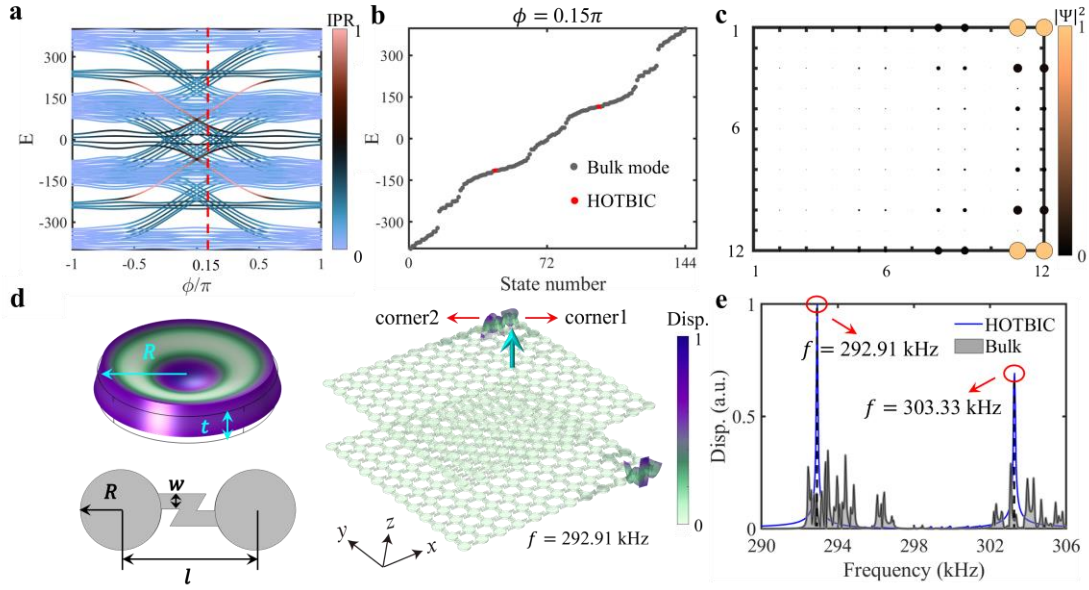 a
IPR
1
0
E
300
150
0
-150
-300
-1
-0.5
0
0.15
0.5
1
ϕ/π
b
ϕ = 0.15π
E
300
150
0
-150
-300
Bulk mode
HOTBIC
0
72
144
State number
c
|Ψ|²
1
0
1
6
12
1
6
12
d
R
t
R
w
l
corner2
corner1
Disp.
1
0
y
z
x
f = 292.91 kHz
e
Disp. (a.u.)
1
0.5
0
HOTBIC
Bulk
f = 292.91 kHz
f = 303.33 kHz
290
294
298
302
306
Frequency (kHz)